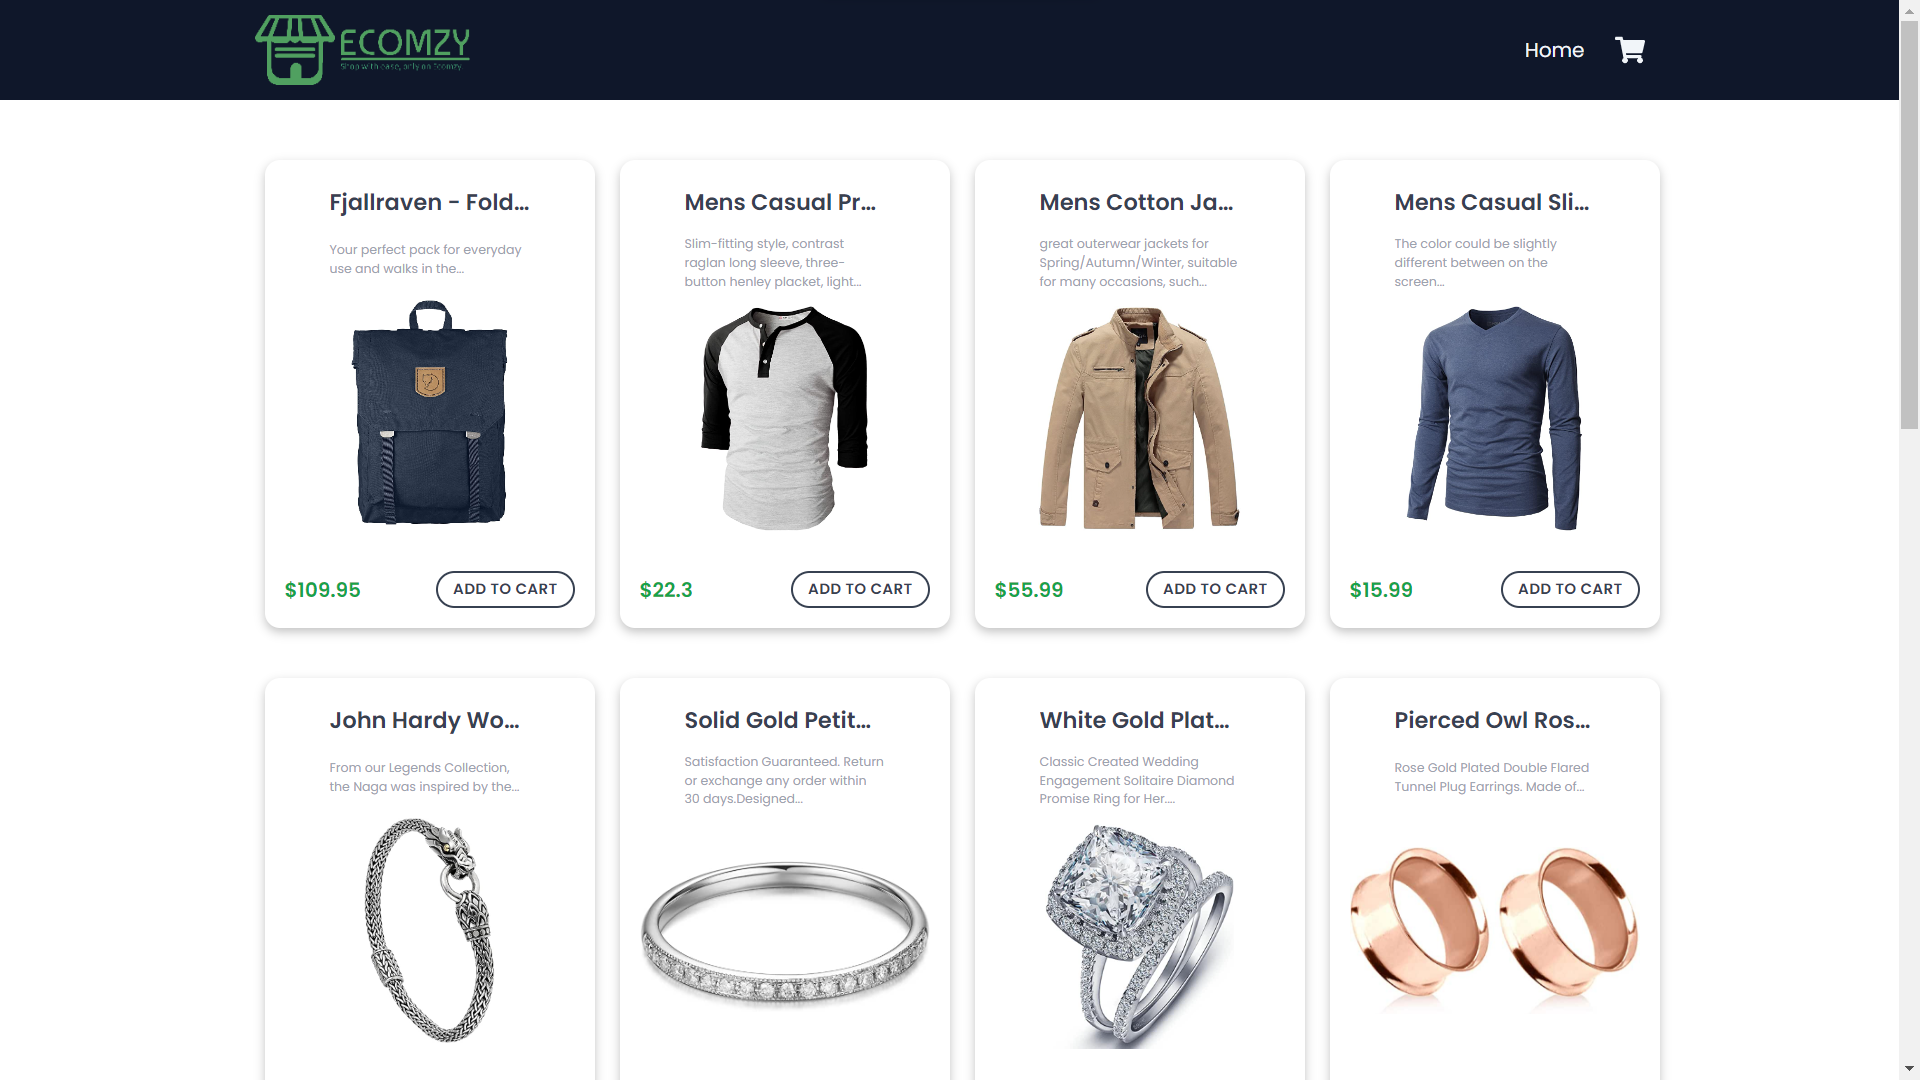 ECOMZY
Shop with ease, only on Ecomzy.
Home
Fjallraven - Fold...
Your perfect pack for everyday
use and walks in the...
$109.95
ADD TO CART
Mens Casual Pr...
Slim-fitting style, contrast
raglan long sleeve, three-
button henley placket, light...
$22.3
ADD TO CART
Mens Cotton Ja...
great outerwear jackets for
Spring/Autumn/Winter, suitable
for many occasions, such...
$55.99
ADD TO CART
Mens Casual Sli...
The color could be slightly
different between on the
screen...
$15.99
ADD TO CART
John Hardy Wo...
From our Legends Collection,
the Naga was inspired by the...
Solid Gold Petit...
Satisfaction Guaranteed. Return
or exchange any order within
30 days.Designed...
White Gold Plat...
Classic Created Wedding
Engagement Solitaire Diamond
Promise Ring for Her....
Pierced Owl Ros...
Rose Gold Plated Double Flared
Tunnel Plug Earrings. Made of...